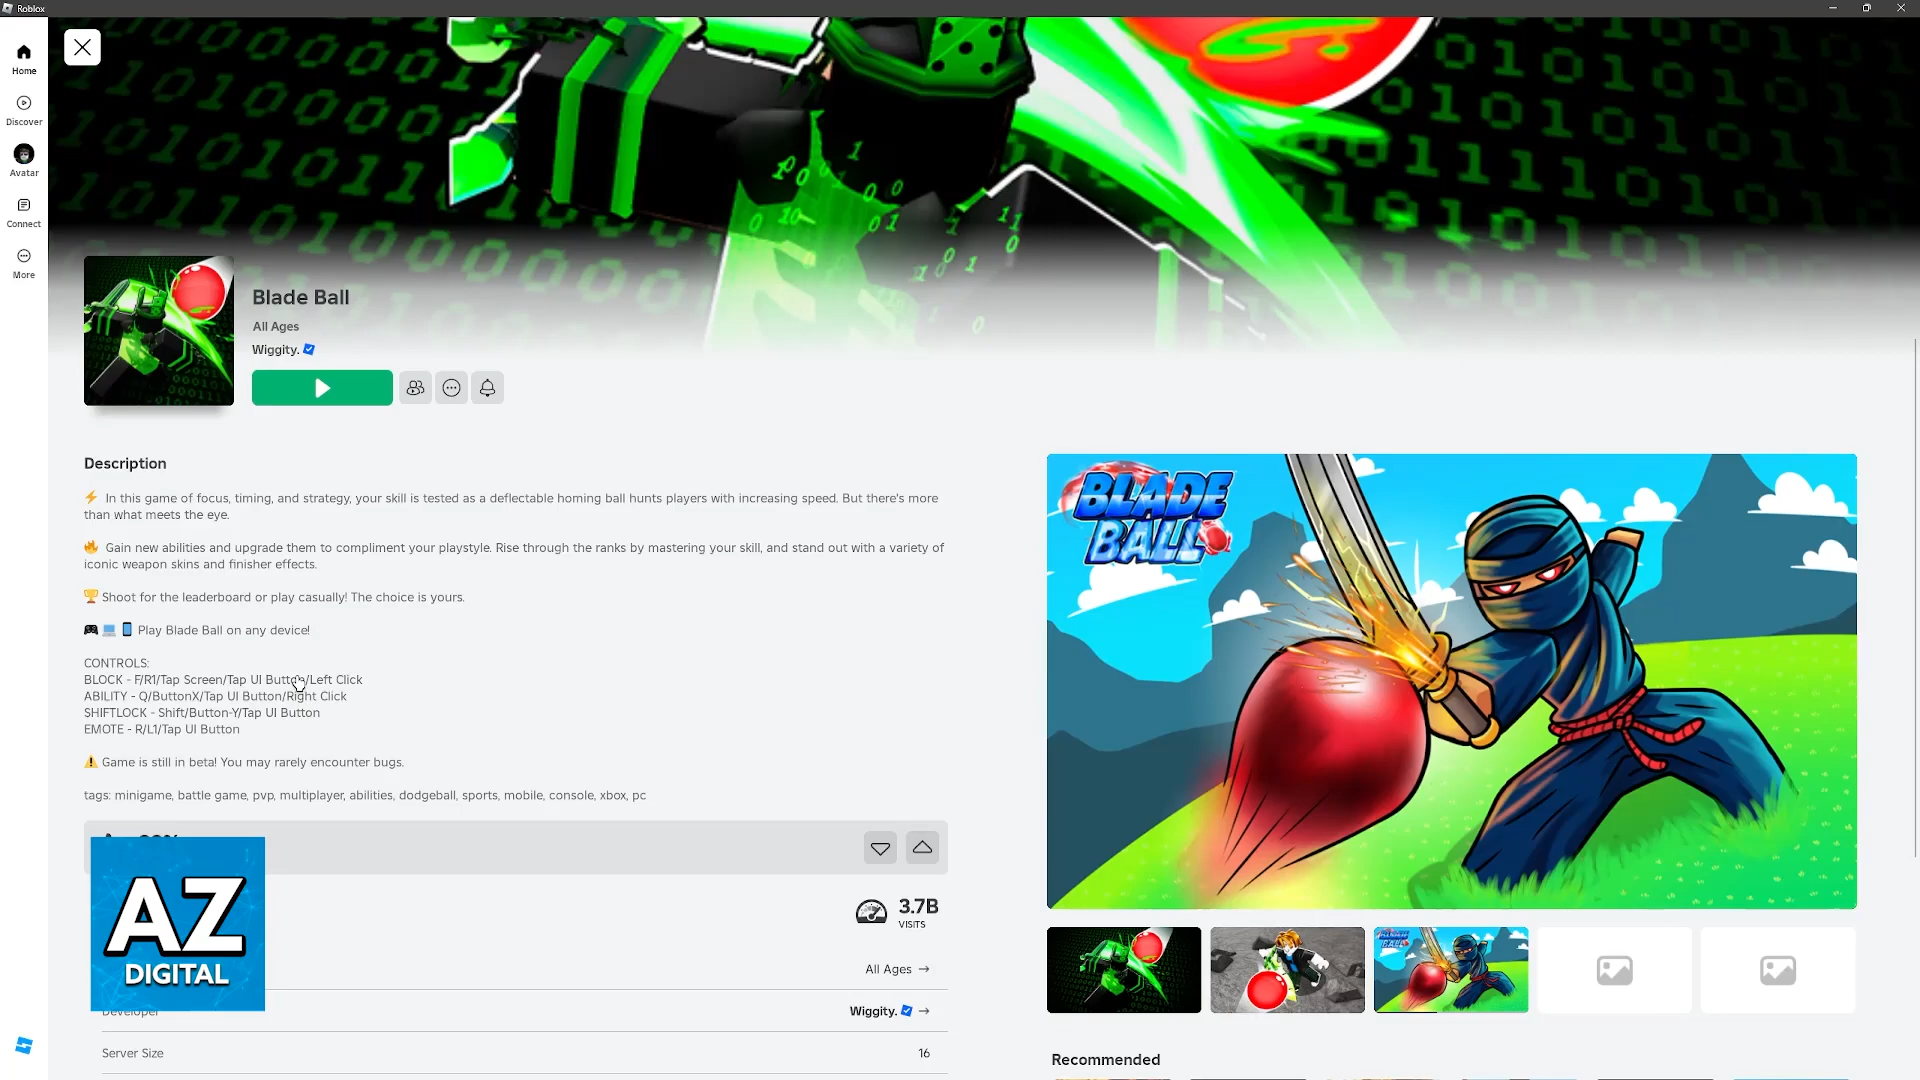 Roblox
Home
Discover
Avatar
Connect
More
Blade Ball
All Ages
Wiggity.
Description
In this game of focus, timing, and strategy, your skill is tested as a deflectable homing ball hunts players with increasing speed. But there's more
than what meets the eye.
Gain new abilities and upgrade them to compliment your playstyle. Rise through the ranks by mastering your skill, and stand out with a variety of
iconic weapon skins and finisher effects.
Shoot for the leaderboard or play casually! The choice is yours.
Play Blade Ball on any device!
CONTROLS:
BLOCK - F/R1/Tap Screen/Tap UI Button/Left Click
ABILITY - Q/ButtonX/Tap UI Button/Right Click
SHIFTLOCK - Shift/Button-Y/Tap UI Button
EMOTE - R/L1/Tap UI Button
Game is still in beta! You may rarely encounter bugs.
tags: minigame, battle game, pvp, multiplayer, abilities, dodgeball, sports, mobile, console, xbox, pc
3.7B
VISITS
All Ages
Developer
Wiggity.
Server Size
16
AZ
DIGITAL
BLADE
BALL
Recommended